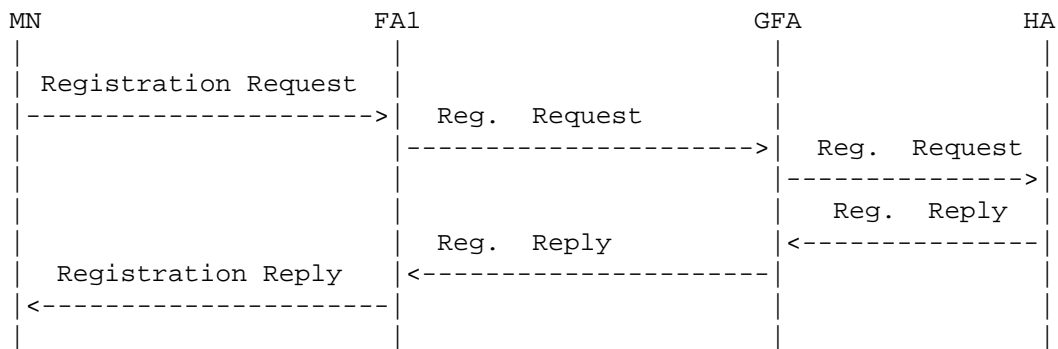 MN FA1 GFA HA
Registration Request
Reg. Request
Reg. Request
Reg. Reply
Reg. Reply
Registration Reply